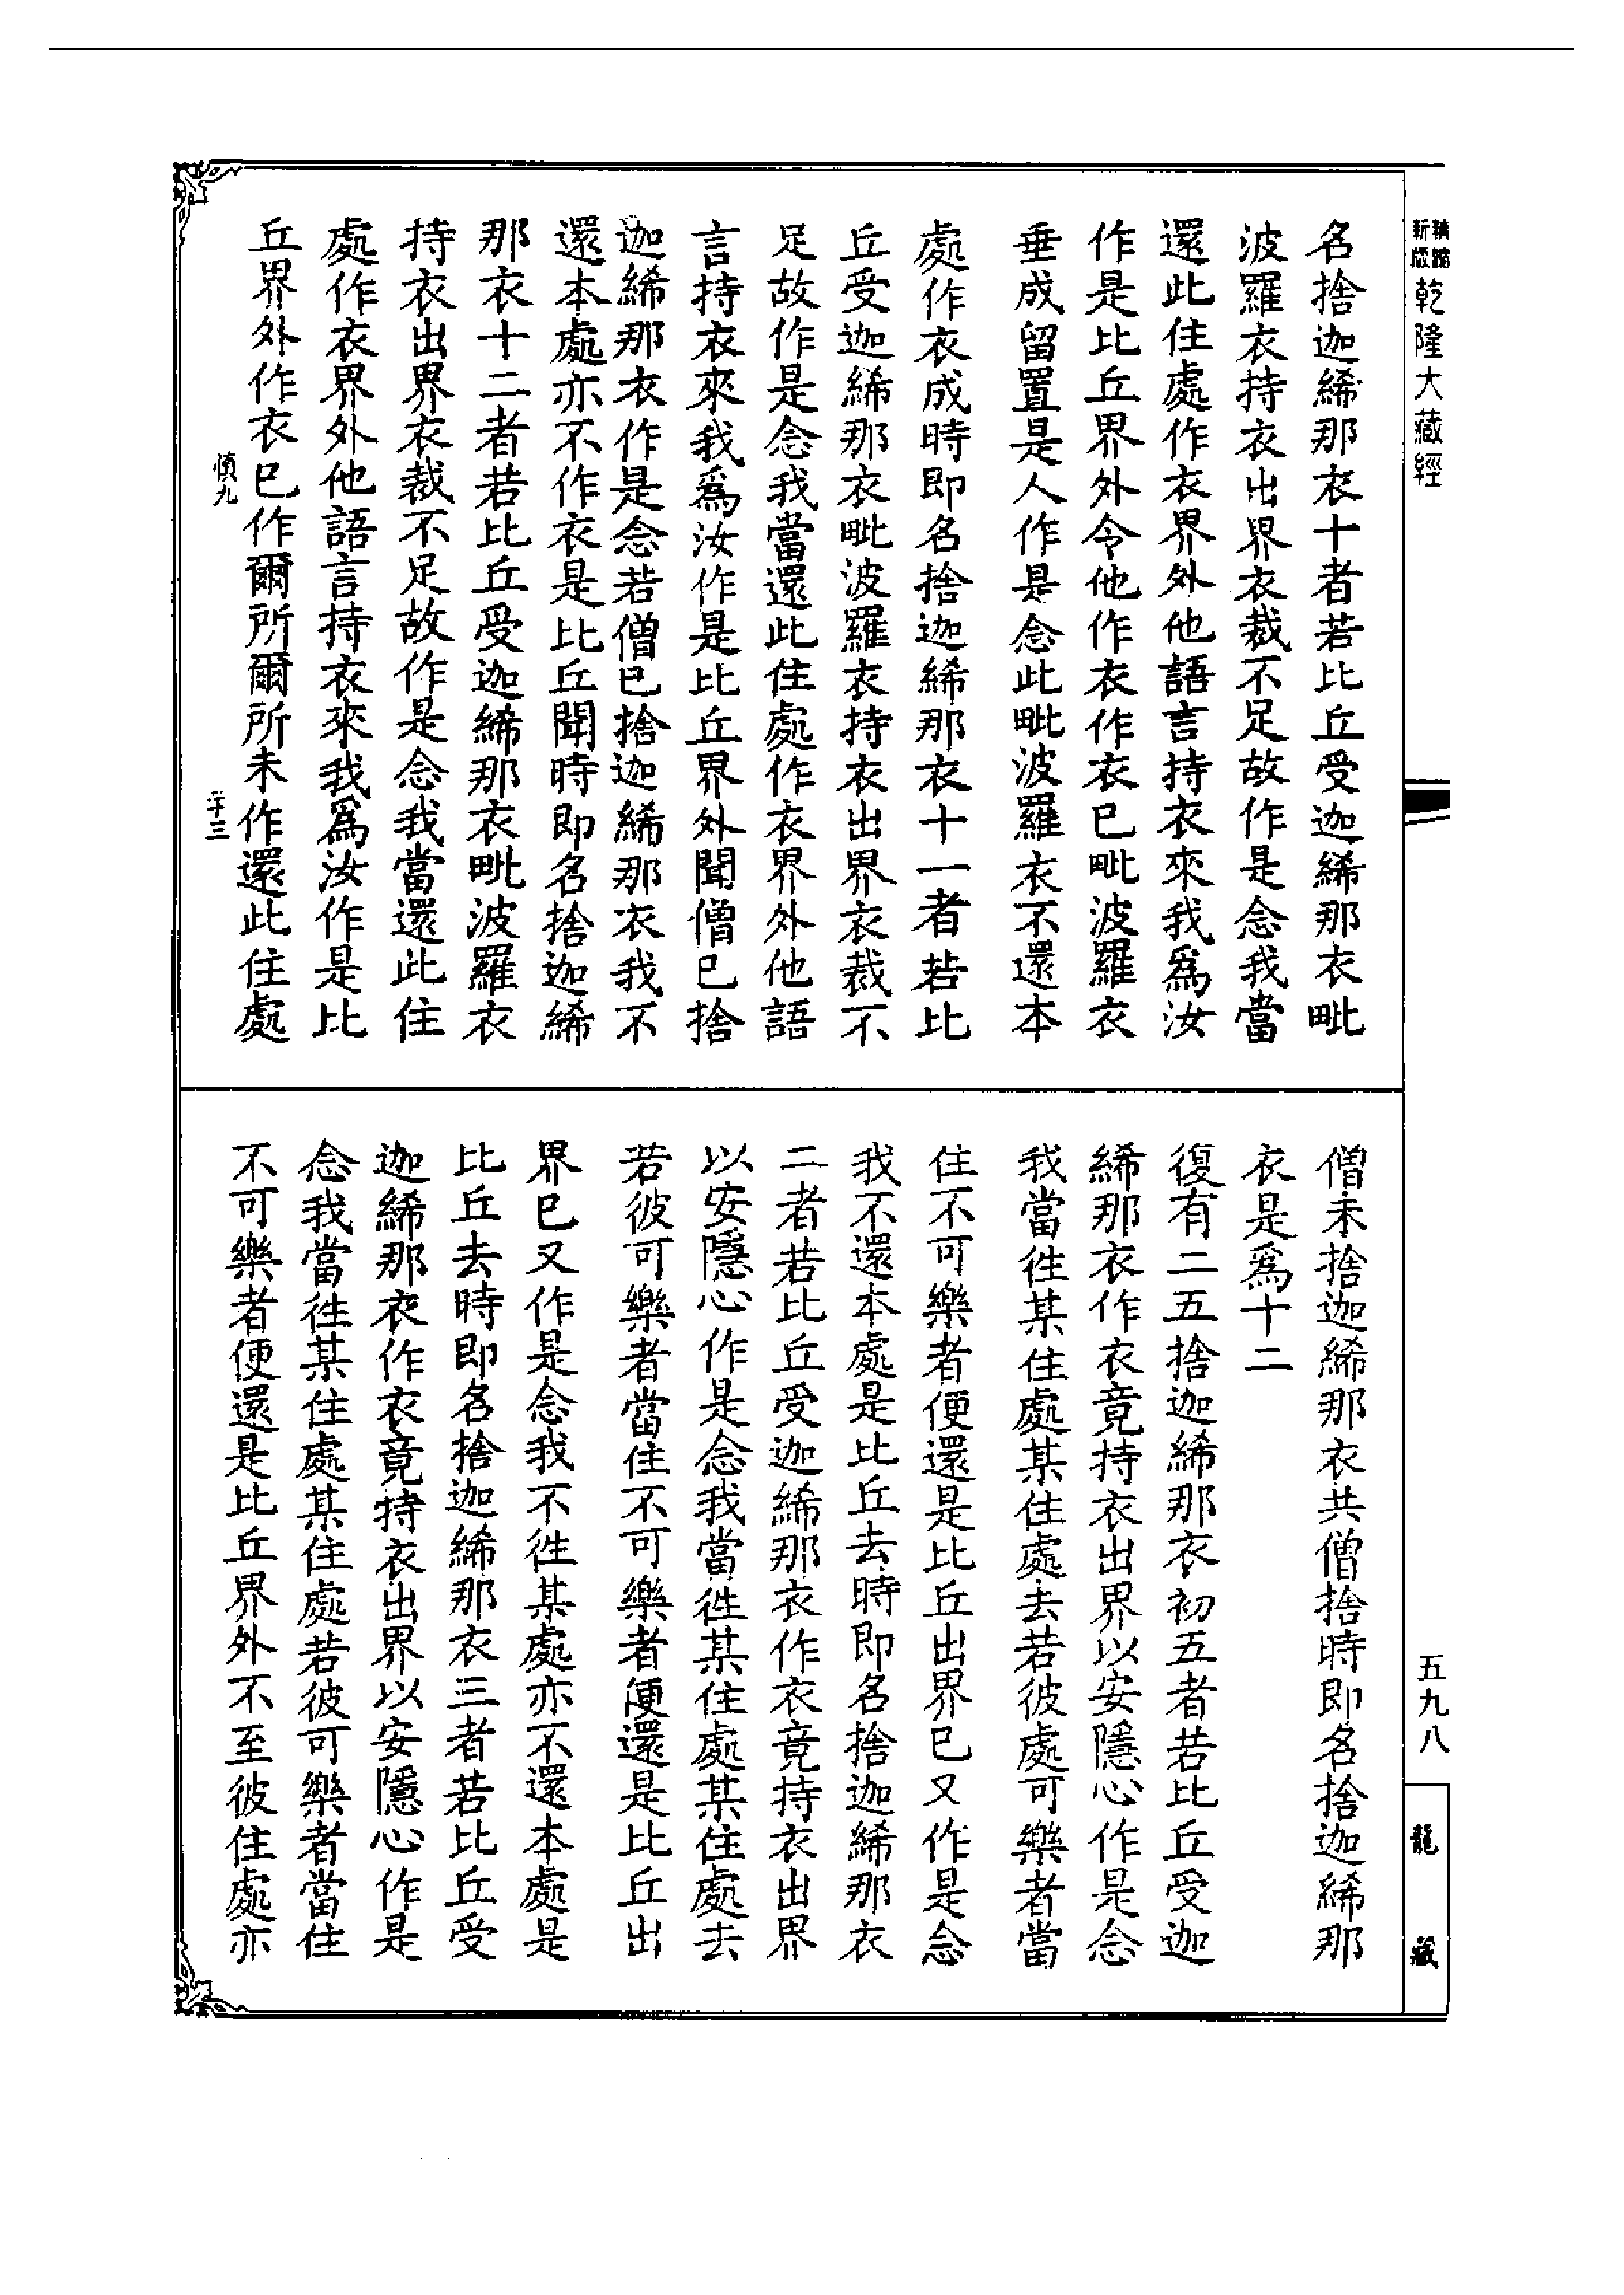 乾隆大藏經
名捨迦絺那衣十者若比丘受迦絺那衣毗
波羅衣持衣出界衣裁不足故作是念我當
還此住處作衣界外他語言持衣來我爲汝
作是比丘界外令他作衣作衣已毗波羅衣
垂成留置是人作是念此毗波羅衣不還本
處作衣成時即名捨迦絺那衣十一者若比
丘受迦絺那衣毗波羅衣持衣出界衣裁不
足故作是念我當還此住處作衣界外他語
言持衣來我爲汝作是比丘界外聞僧已捨
迦絺那衣作是念若僧已捨迦絺那衣我不
還本處亦不作衣是比丘聞時即名捨迦絺
那衣十二者若比丘受迦絺那衣毗波羅衣
持衣出界衣裁不足故作是念我當還此住
處作衣界外他語言持衣來我爲汝作是比
丘界外作衣已作爾所爾所未作還此住處
慎九
僧未捨迦絺那衣共僧捨時即名捨迦絺那
衣是爲十二
復有二五捨迦絺那衣初五者若比丘受迦
絺那衣作衣竟持衣出界以安隱心作是念
我當徃某住處某住處去若彼處可樂者當
住不可樂者便還是比丘出界已又作是念
我不還本處是比丘去時即名捨迦絺那衣
二者若比丘受迦絺那衣作衣竟持衣出界
以安隱心作是念我當徃某住處某住處去
若彼可樂者當住不可樂者便還是比丘出
界已又作是念我不徃某處亦不還本處是
比丘去時即名捨迦絺那衣三者若比丘受
迦絺那衣作衣竟持衣出界以安隱心作是
念我當徃某住處某住處若彼可樂者當住
不可樂者便還是比丘界外不至彼住處亦
五九八
龍藏